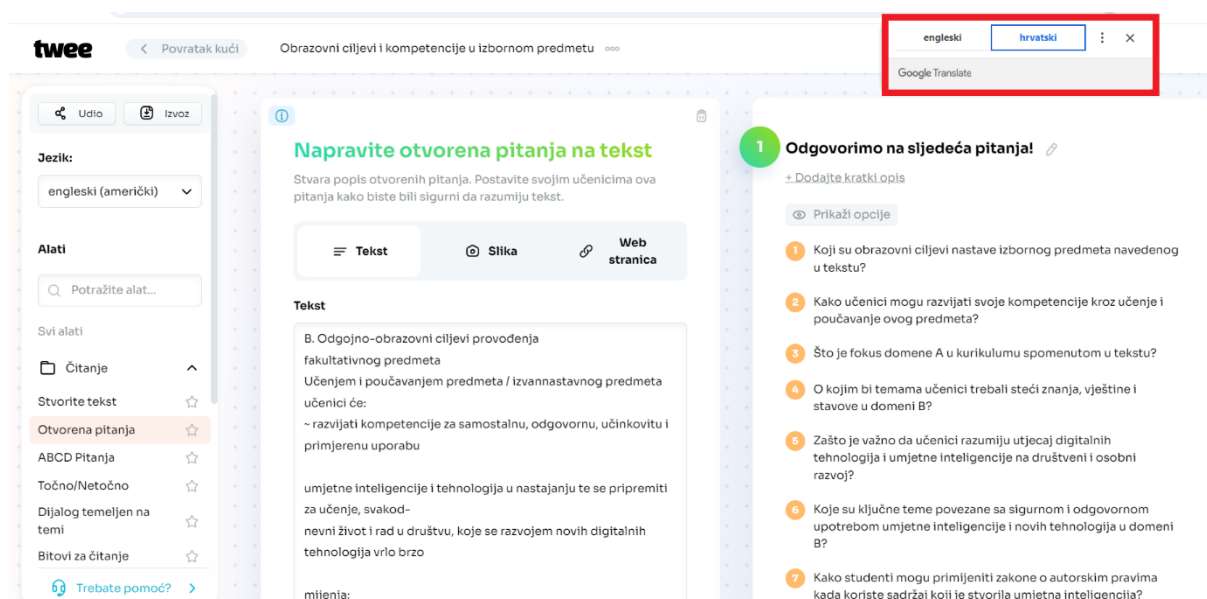 engleski
hrvatski
Google Translate
twee
Povratak kući
Obrazovni ciljevi i kompetencije u izbornom predmetu
Udio
Izvoz
Jezik:
engleski (američki)
Alati
Potražite alat...
Svi alati
Čitanje
Stvorite tekst
Otvorena pitanja
ABCD Pitanja
Točno/Netočno
Dijalog temeljen na
temi
Bitovi za čitanje
Trebate pomoć?
Napravite otvorena pitanja na tekst
Stvara popis otvorenih pitanja. Postavite svojim učenicima ova
pitanja kako biste bili sigurni da razumiju tekst.
Tekst
Slika
Web
stranica
Tekst
B. Odgojno-obrazovni ciljevi provođenja
fakultativnog predmeta
Učenjem i poučavanjem predmeta / izvannastavnog predmeta
učenici će:
~ razvijati kompetencije za samostalnu, odgovornu, učinkovitu i
primjerenu uporabu
umjetne inteligencije i tehnologija u nastajanju te se pripremiti
za učenje, svakod-
nevni život i rad u društvu, koje se razvojem novih digitalnih
tehnologija vrlo brzo
mijenja:
1
Odgovorimo na sljedeća pitanja!
+ Dodajte kratki opis
Prikaži opcije
1 Koji su obrazovni ciljevi nastave izbornog predmeta navedenog
u tekstu?
2 Kako učenici mogu razvijati svoje kompetencije kroz učenje i
poučavanje ovog predmeta?
3 Što je fokus domene A u kurikulumu spomenutom u tekstu?
4 O kojim bi temama učenici trebali steći znanja, vještine i
stavove u domeni B?
5 Zašto je važno da učenici razumiju utjecaj digitalnih
tehnologija i umjetne inteligencije na društveni i osobni
razvoj?
6 Koje su ključne teme povezane sa sigurnom i odgovornom
upotrebom umjetne inteligencije i novih tehnologija u domeni
B?
7 Kako studenti mogu primijeniti zakone o autorskim pravima
kada koriste sadržaj koji je stvorila umjetna inteligencija?